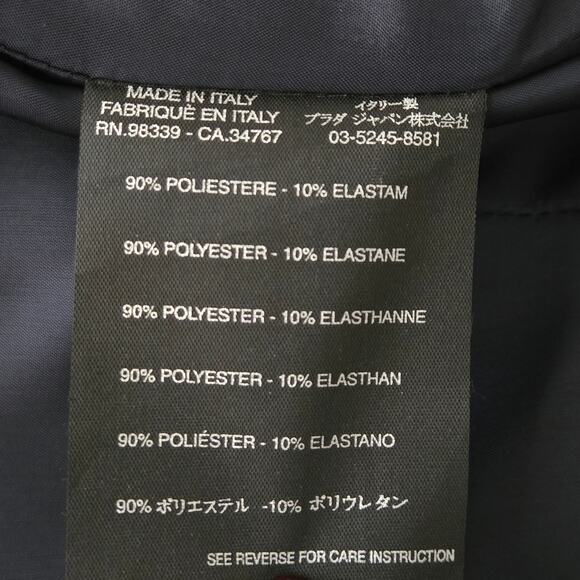 MADE IN ITALY
FABRIQUÈ EN ITALY
RN.98339 - CA.34767
イタリー製
プラダ ジャパン株式会社
03-5245-8581
90% POLIESTERE - 10% ELASTAM
90% POLYESTER - 10% ELASTANE
90% POLYESTER - 10% ELASTHANNE
90% POLYESTER - 10% ELASTHAN
90% POLIÉSTER - 10% ELASTANO
90% ポリエステル -10% ポリウレタン
SEE REVERSE FOR CARE INSTRUCTION